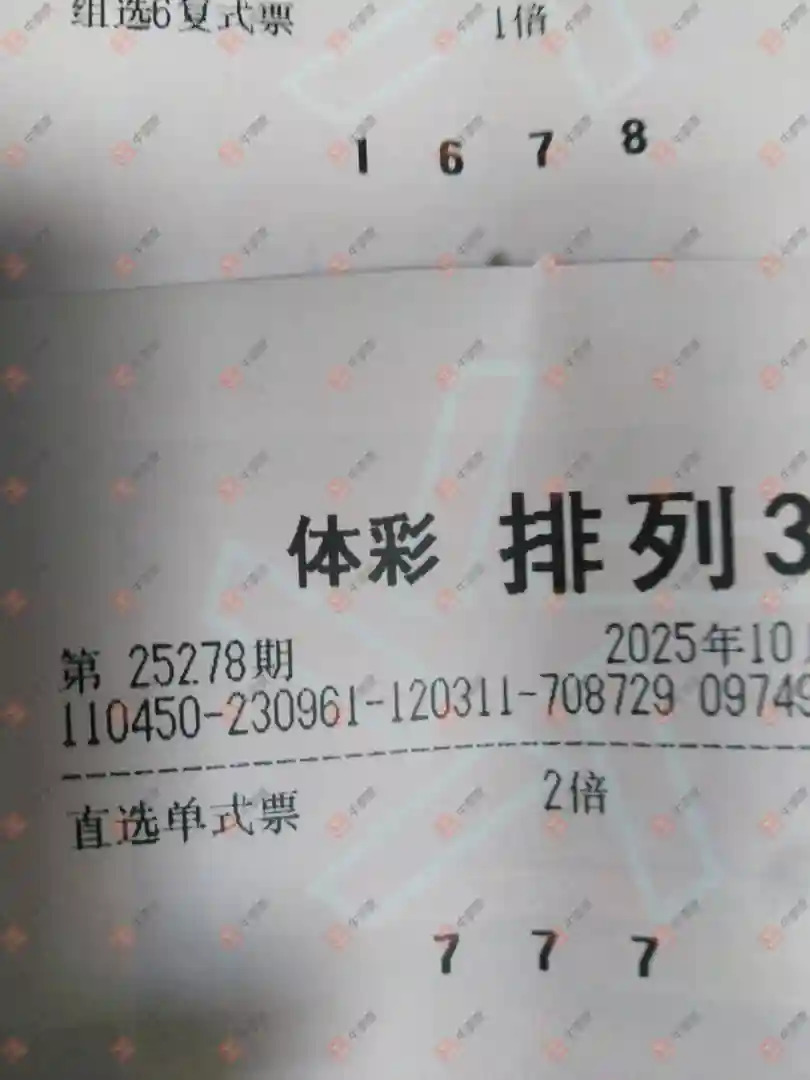 组选6复式票 1倍
1 6 7 8
体彩 排列3
第 25278期 2025年10
110450-230961-120311-708729 09749
直选单式票 2倍
7 7 7